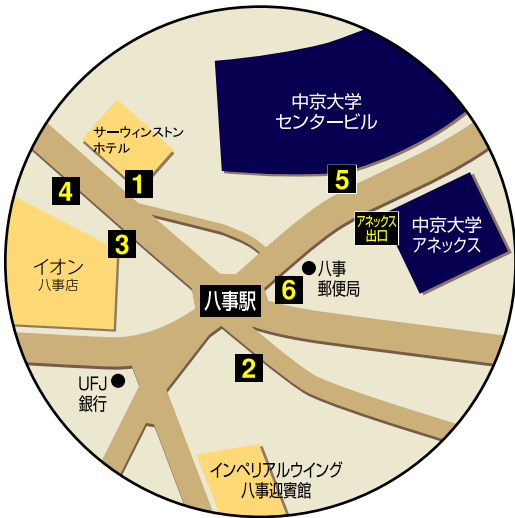 中京大学
センタービル
サーウィンストン
ホテル
1
5
4
アネックス
出口
中京大学
アネックス
3
イオン
八事店
八事
郵便局
6
八事駅
2
UFJ
銀行
インペリアルウイング
八事迎賓館